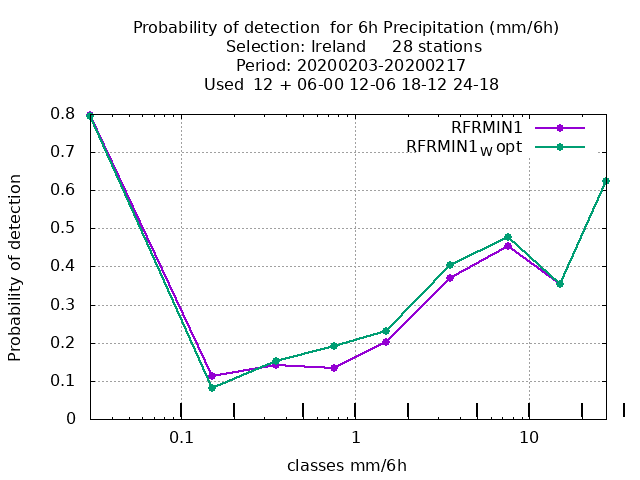 Probability of detection  for 6h Precipitation (mm/6h)
Selection: Ireland     28 stations
Period: 20200203-20200217
Used  12 + 06-00 12-06 18-12 24-18
RFRMIN1
RFRMIN1W opt
Probability of detection
0.8
0.7
0.6
0.5
0.4
0.3
0.2
0.1
0
0.1 1 10
classes mm/6h